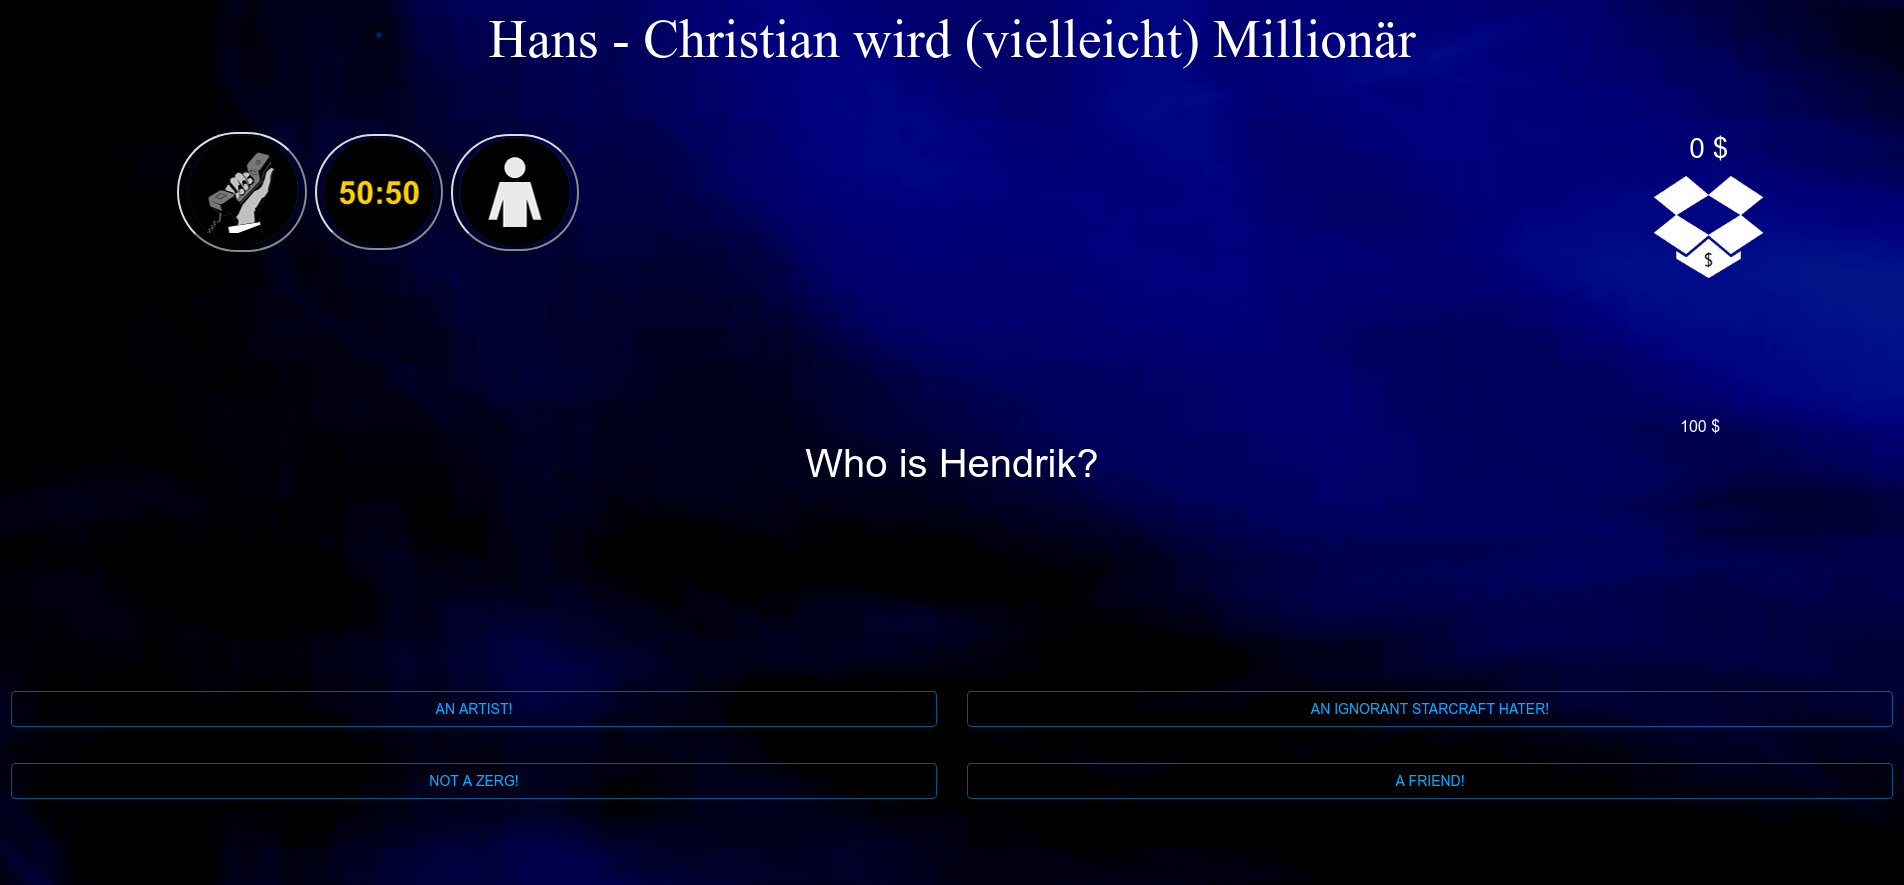 Hans - Christian wird (vielleicht) Millionär
50:50
0 $
$
100 $
Who is Hendrik?
AN ARTIST!
AN IGNORANT STARCRAFT HATER!
NOT A ZERG!
A FRIEND!